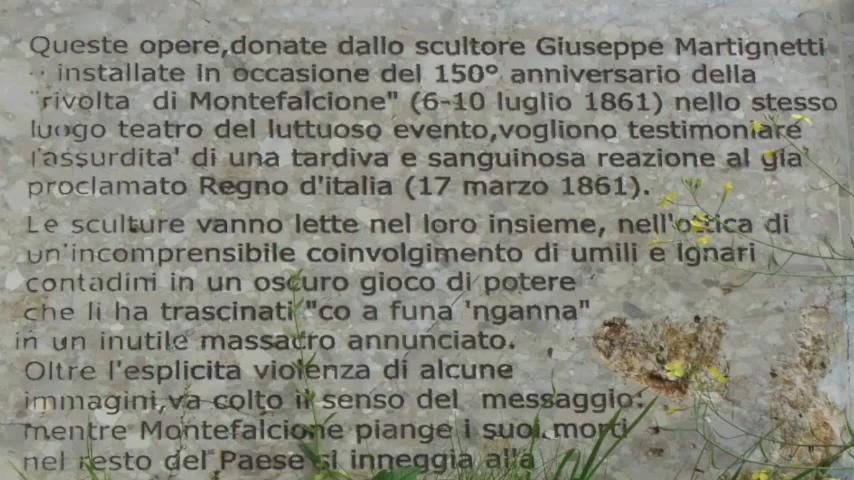 Queste opere,donate dallo scultore Giuseppe Martignetti
installate in occasione del 150° anniversario della
"rivolta di Montefalcione" (6-10 luglio 1861) nello stesso
luogo teatro del luttuoso evento,vogliono testimoniare
l'assurdita' di una tardiva e sanguinosa reazione al gia'
proclamato Regno d'italia (17 marzo 1861).
Le sculture vanno lette nel loro insieme, nell'ottica di
un'incomprensibile coinvolgimento di umili e ignari
contadini in un oscuro gioco di potere
che li ha trascinati "co a funa 'nganna"
in un inutile massacro annunciato.
Oltre l'esplicita violenza di alcune
immagini,va colto il senso del messaggio:
mentre Montefalcione piange i suoi morti
nel resto del Paese si inneggia alla